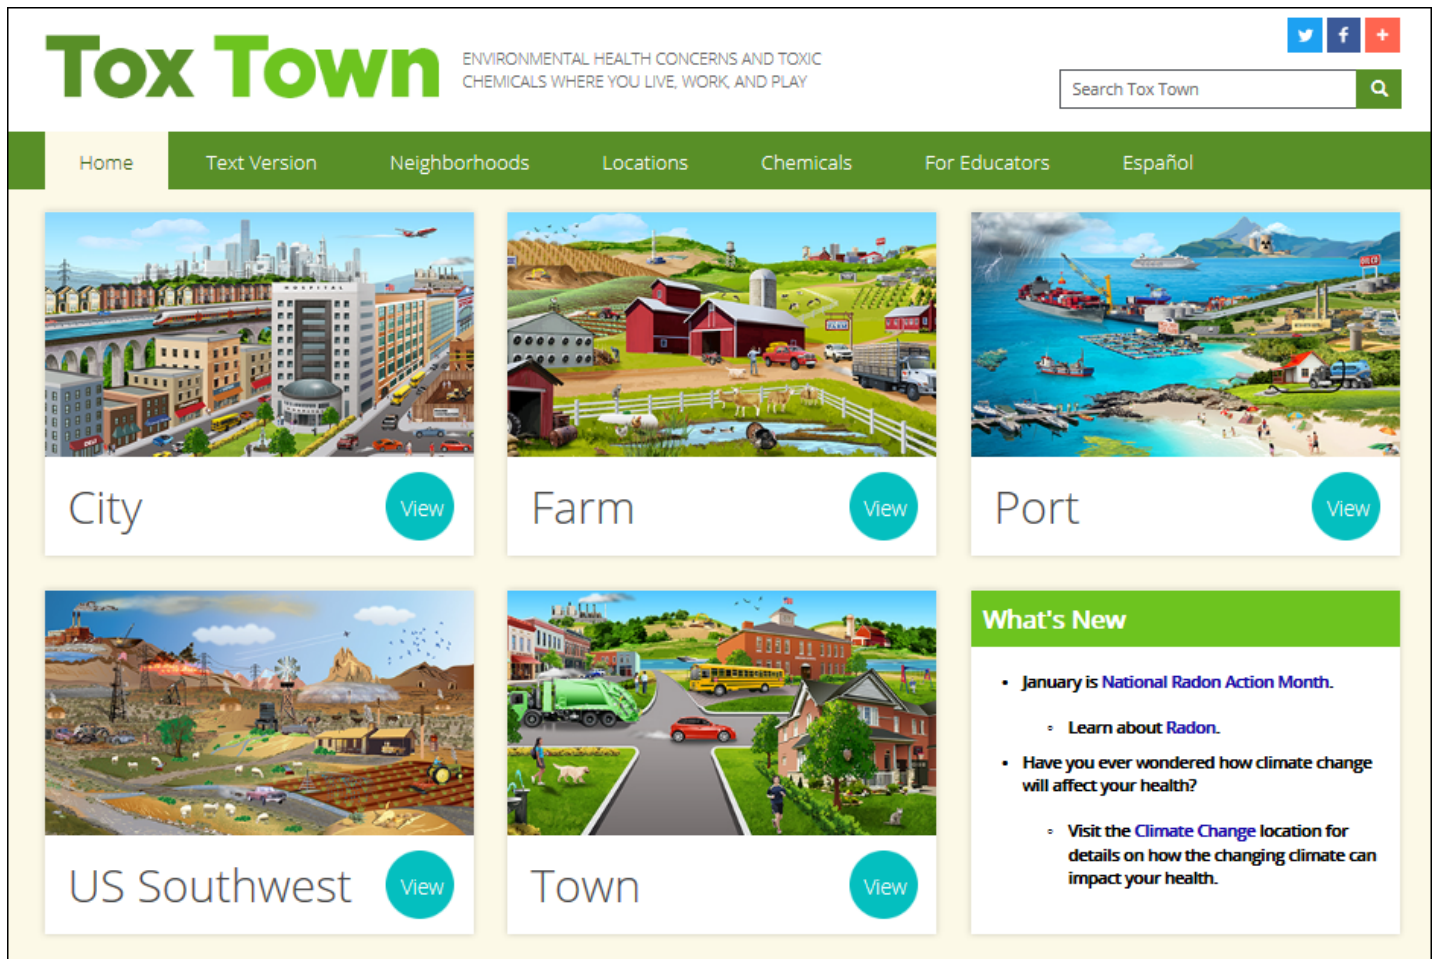 Tox Town
ENVIRONMENTAL HEALTH CONCERNS AND TOXIC
CHEMICALS WHERE YOU LIVE, WORK, AND PLAY
Search Tox Town
Home
Text Version
Neighborhoods
Locations
Chemicals
For Educators
Español
HOSPITAL
DELI
City
View
Farm
View
OILCO
Port
View
US Southwest
View
Town
View
What's New
• January is National Radon Action Month.
◦ Learn about Radon.
• Have you ever wondered how climate change
will affect your health?
◦ Visit the Climate Change location for
details on how the changing climate can
impact your health.